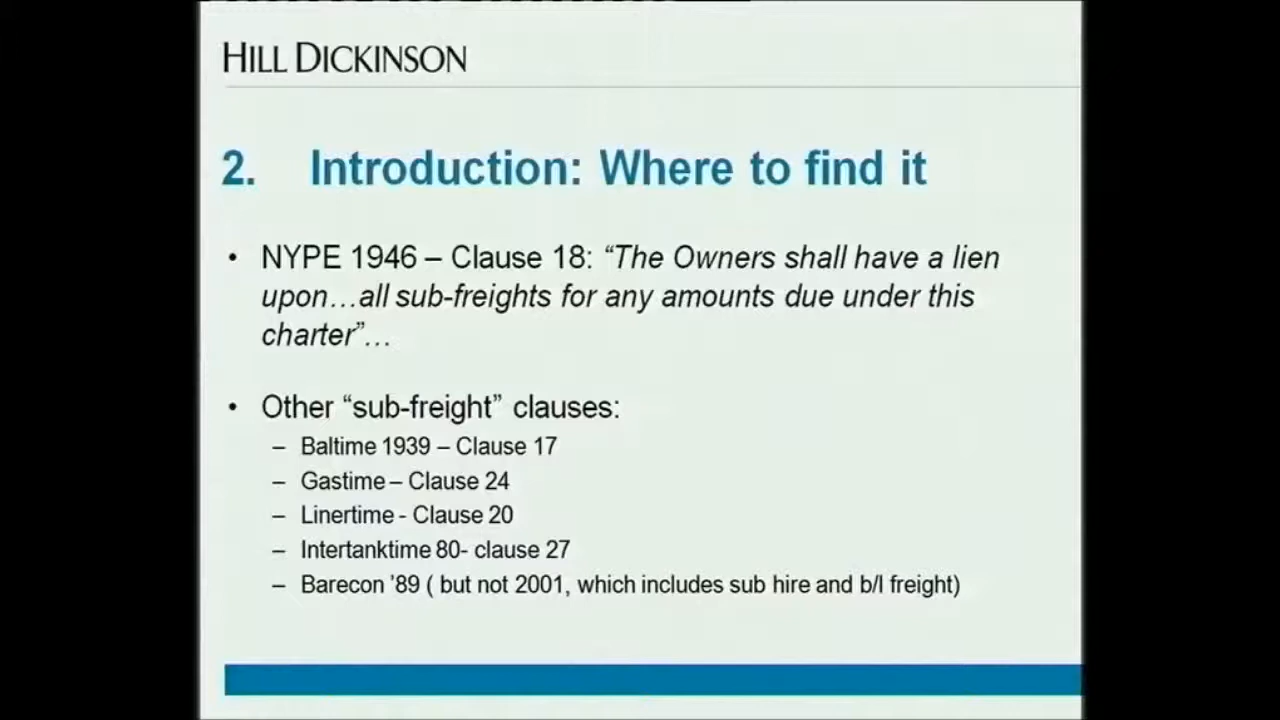 HILL DICKINSON
2. Introduction: Where to find it
• NYPE 1946 – Clause 18: “The Owners shall have a lien
upon…all sub-freights for any amounts due under this
charter”…
• Other “sub-freight” clauses:
– Baltime 1939 – Clause 17
– Gastime – Clause 24
– Linertime - Clause 20
– Intertanktime 80- clause 27
– Barecon ’89 ( but not 2001, which includes sub hire and b/l freight)